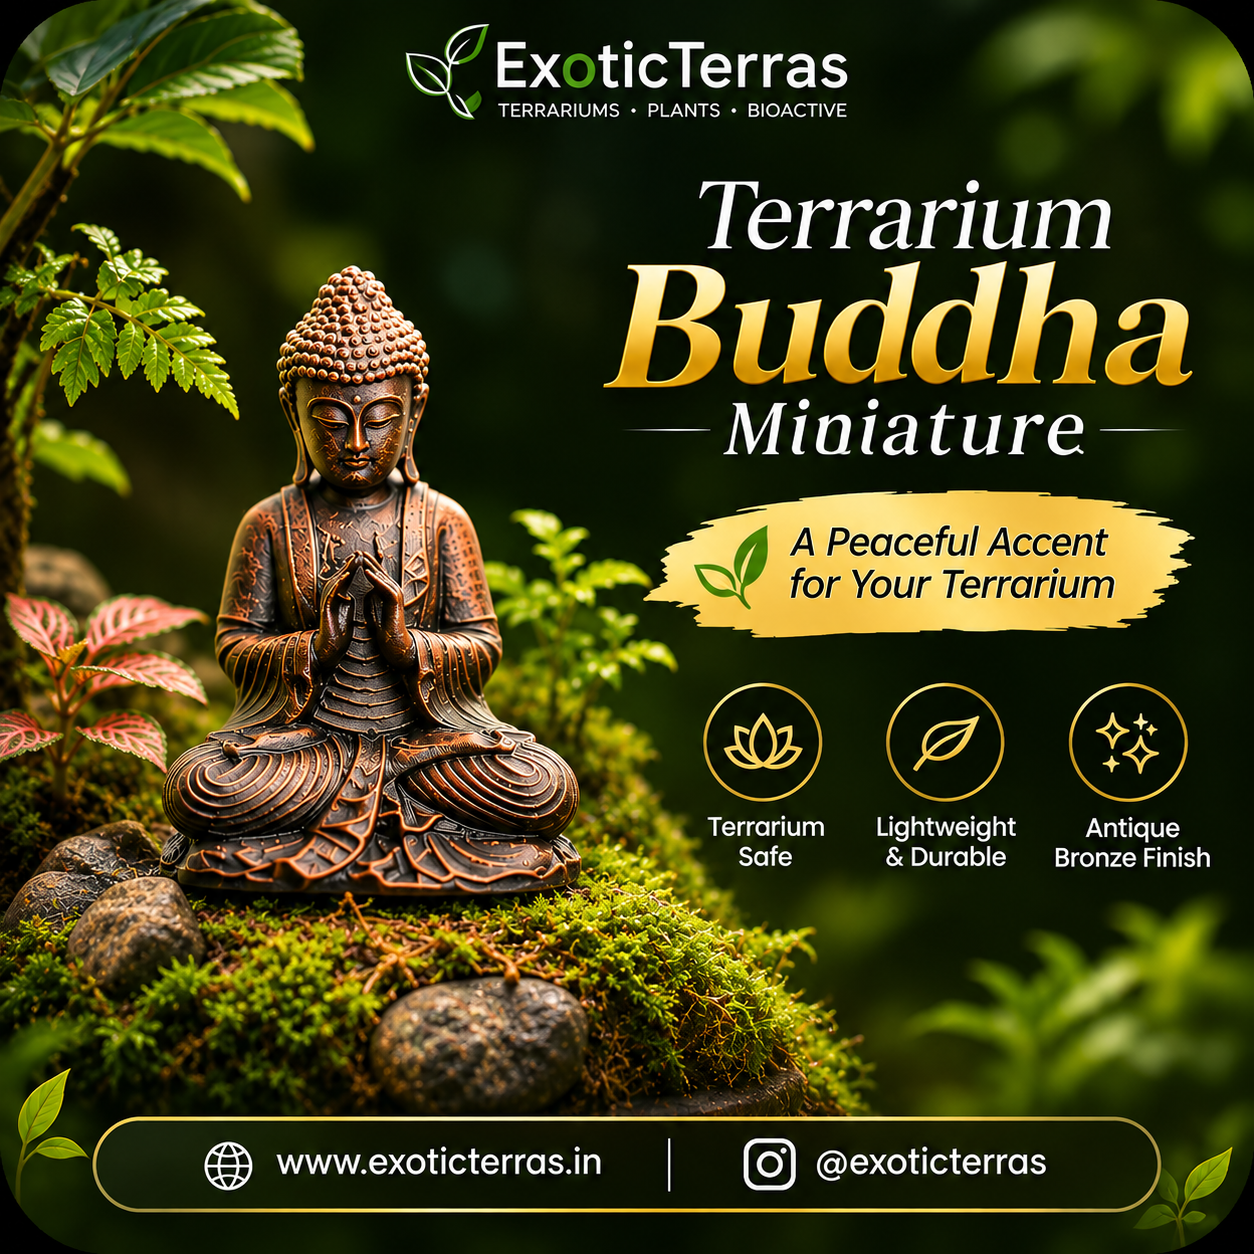 ExoticTerras
TERRARIUMS • PLANTS • BIOACTIVE
Terrarium
Buddha
Miniature
A Peaceful Accent
for Your Terrarium
Terrarium
Safe
Lightweight
& Durable
Antique
Bronze Finish
www.exoticterras.in
@exoticterras